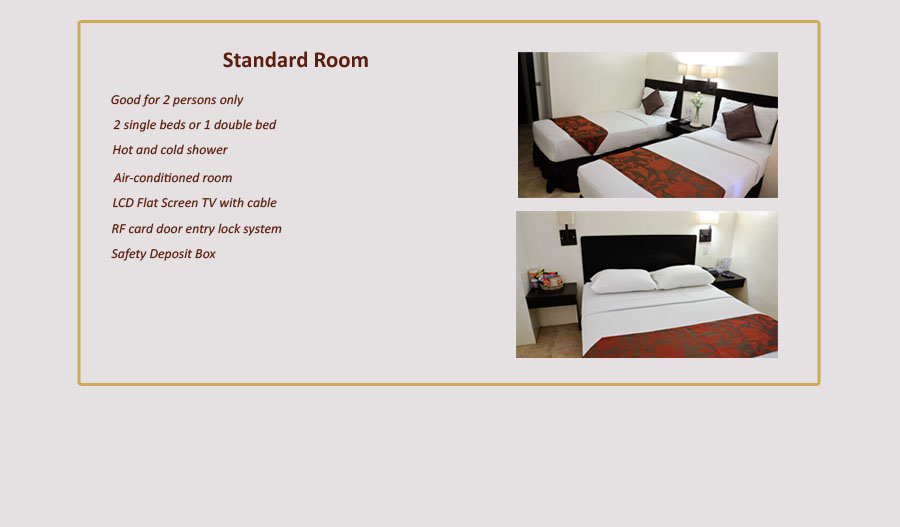 Standard Room
Good for 2 persons only
2 single beds or 1 double bed
Hot and cold shower
Air-conditioned room
LCD Flat Screen TV with cable
RF card door entry lock system
Safety Deposit Box